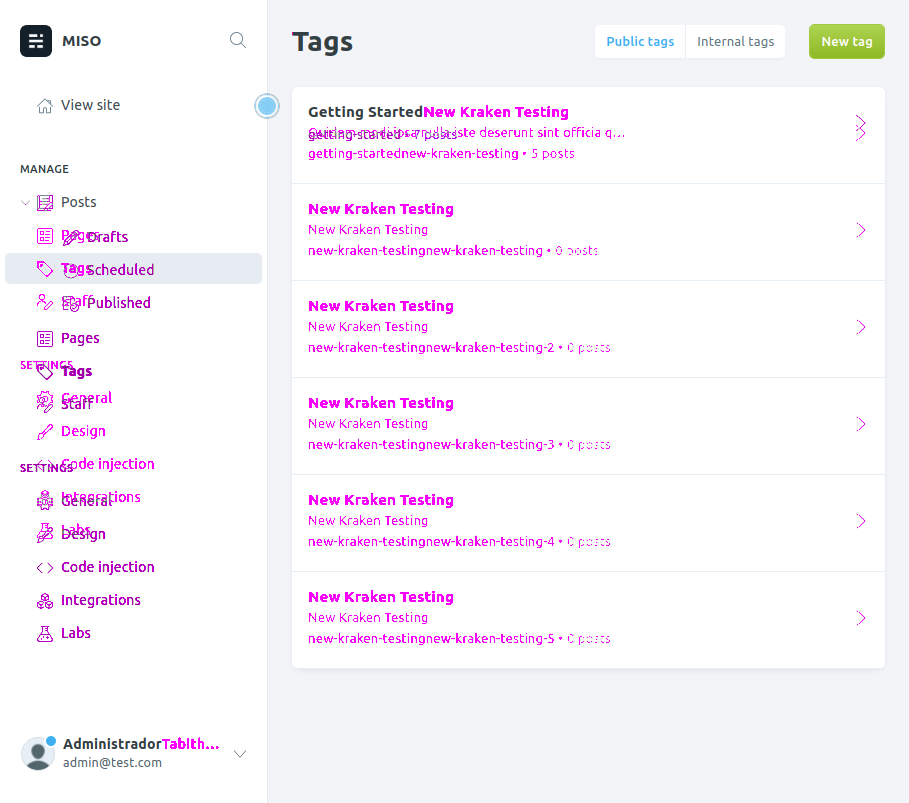 MISO
View site
MANAGE
Posts
Pages
Drafts
Tags
Scheduled
Staff
Published
Pages
SETTINGS
Tags
General
Staff
Design
Code injection
SETTINGS
Integrations
General
Labs
Design
Code injection
Integrations
Labs
AdministradorTabith...
admin@test.com
Tags
Public tags
Internal tags
New tag
Getting StartedNew Kraken Testing
iste deserunt sint officia q...
getting-started • 7 posts
getting-startednew-kraken-testing • 5 posts
New Kraken Testing
New Kraken Testing
new-kraken-testingnew-kraken-testing • 0 posts
New Kraken Testing
New Kraken Testing
new-kraken-testingnew-kraken-testing-2 • 0 posts
New Kraken Testing
New Kraken Testing
new-kraken-testingnew-kraken-testing-3 • 0 posts
New Kraken Testing
New Kraken Testing
new-kraken-testingnew-kraken-testing-4 • 0 posts
New Kraken Testing
New Kraken Testing
new-kraken-testingnew-kraken-testing-5 • 0 posts